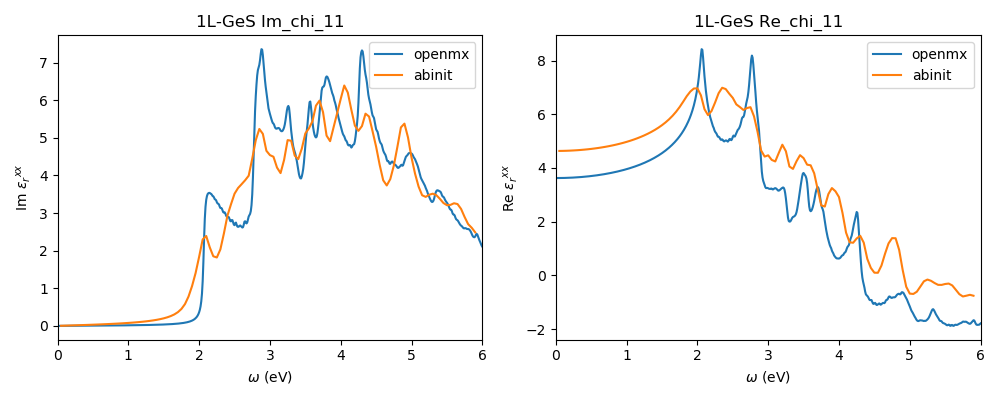 1L-GeS Im_chi_11
openmx
abinit
Im εᵣˣˣ
7
6
5
4
3
2
1
0
0 1 2 3 4 5 6
ω (eV)
1L-GeS Re_chi_11
openmx
abinit
Re εᵣˣˣ
8
6
4
2
0
−2
0 1 2 3 4 5 6
ω (eV)